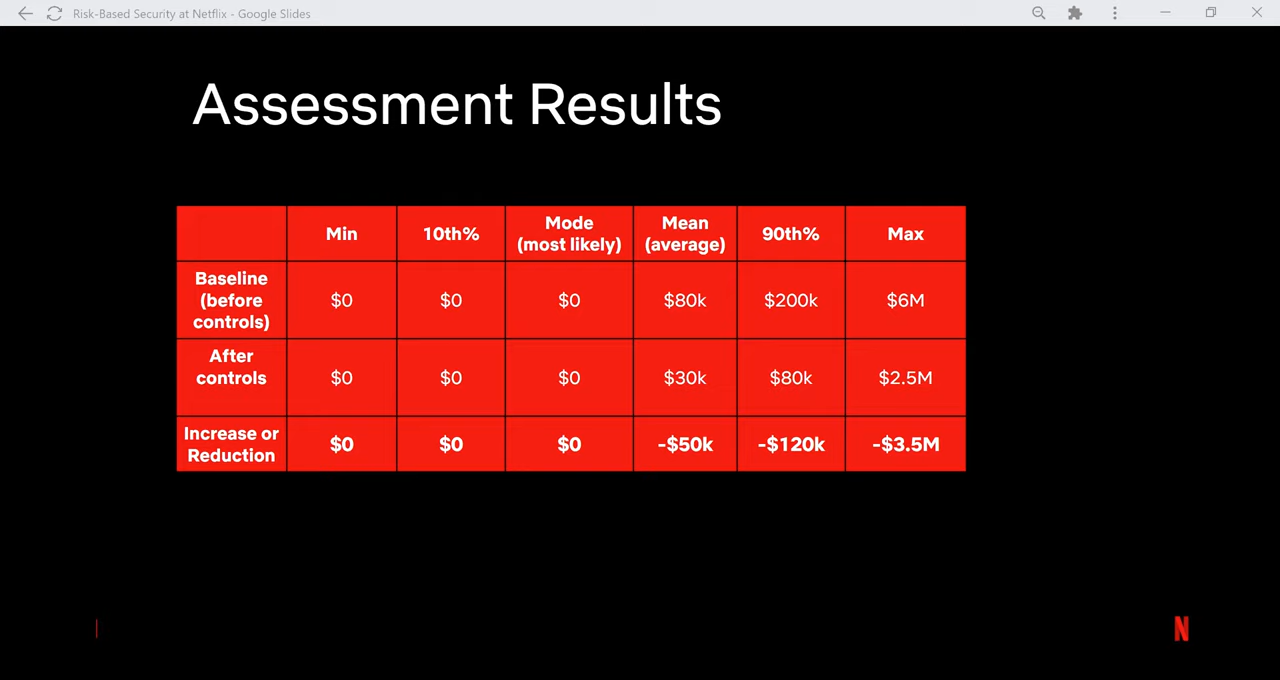 Risk-Based Security at Netflix - Google Slides
Assessment Results
Min 10th% Mode (most likely) Mean (average) 90th% Max
Baseline (before controls) $0 $0 $0 $80k $200k $6M
After controls $0 $0 $0 $30k $80k $2.5M
Increase or Reduction $0 $0 $0 -$50k -$120k -$3.5M
N